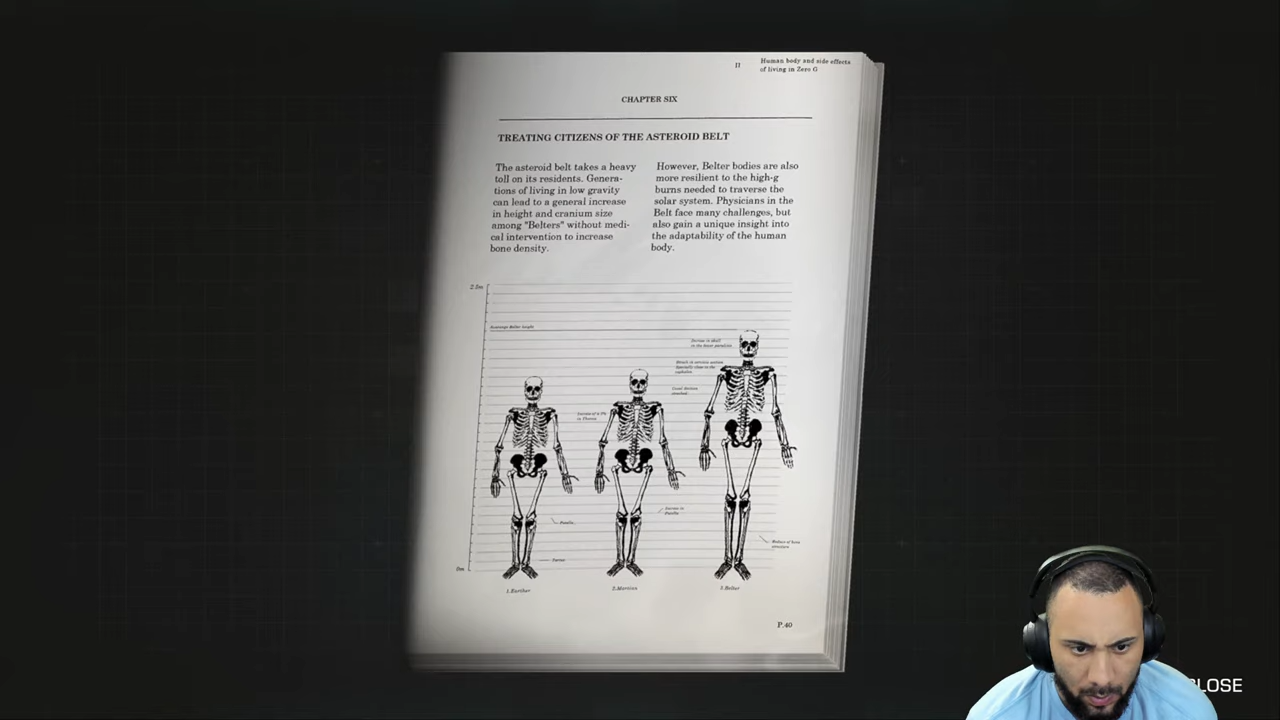 II
Human body and side effects
of living in Zero G
CHAPTER SIX
TREATING CITIZENS OF THE ASTEROID BELT
The asteroid belt takes a heavy
toll on its residents. Genera-
tions of living in low gravity
can lead to a general increase
in height and cranium size
among "Belters" without medi-
cal intervention to increase
bone density.
However, Belter bodies are also
more resilient to the high-g
burns needed to traverse the
solar system. Physicians in the
Belt face many challenges, but
also gain a unique insight into
the adaptability of the human
body.
Belter height
0m
1.Earther
2.Martian
3.Belter
P.40
CLOSE